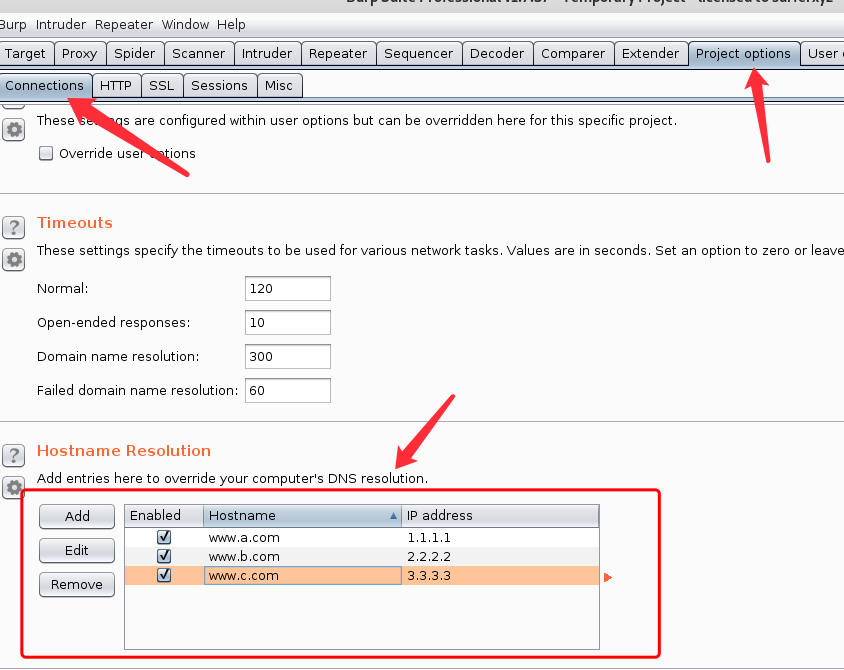 Burp Intruder Repeater Window Help
Target Proxy Spider Scanner Intruder Repeater Sequencer Decoder Comparer Extender Project options User
Connections HTTP SSL Sessions Misc
These settings are configured within user options but can be overridden here for this specific project.
Override user options
?
Timeouts
These settings specify the timeouts to be used for various network tasks. Values are in seconds. Set an option to zero or leave
Normal: 120
Open-ended responses: 10
Domain name resolution: 300
Failed domain name resolution: 60
?
Hostname Resolution
Add entries here to override your computer's DNS resolution.
Add Enabled Hostname IP address
www.a.com 1.1.1.1
Edit www.b.com 2.2.2.2
www.c.com 3.3.3.3
Remove